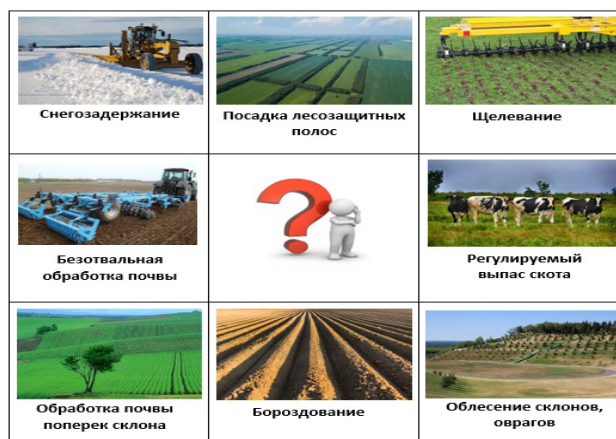 Снегозадержание
Посадка лесозащитных
полос
Щелевание
Безотвальная
обработка почвы
Регулируемый
выпас скота
Обработка почвы
поперек склона
Бороздование
Облесение склонов,
оврагов